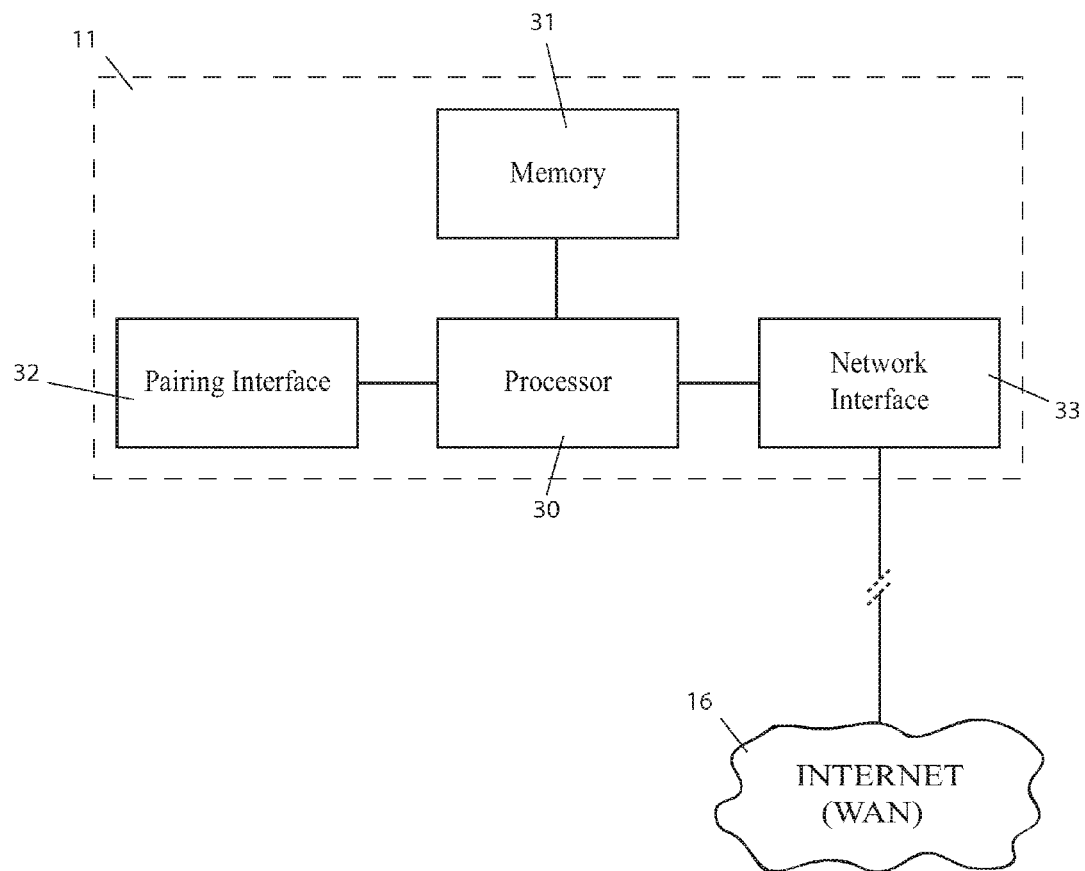 11
31
Memory
32
Pairing Interface
Processor
Network
Interface
33
30
16
INTERNET
(WAN)